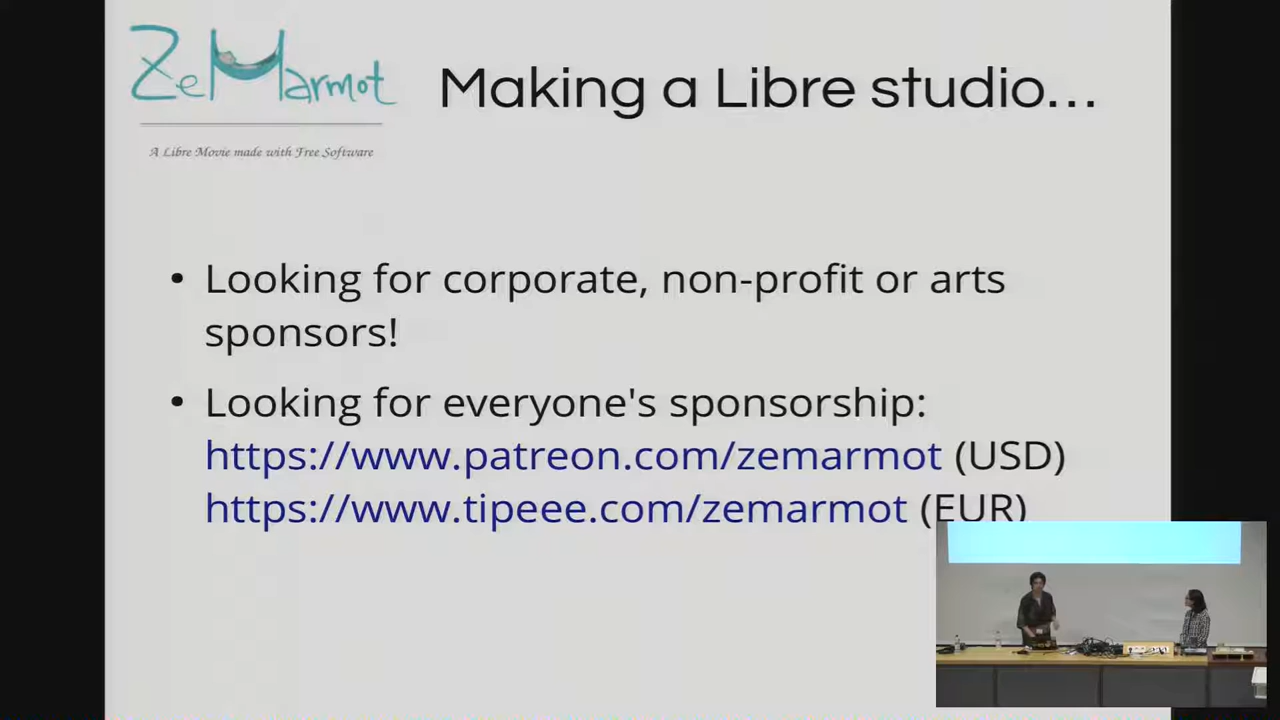 ZeMarmot
A Libre Movie made with Free Software
Making a Libre studio…
• Looking for corporate, non-profit or arts
sponsors!
• Looking for everyone's sponsorship:
https://www.patreon.com/zemarmot (USD)
https://www.tipeee.com/zemarmot (EUR)